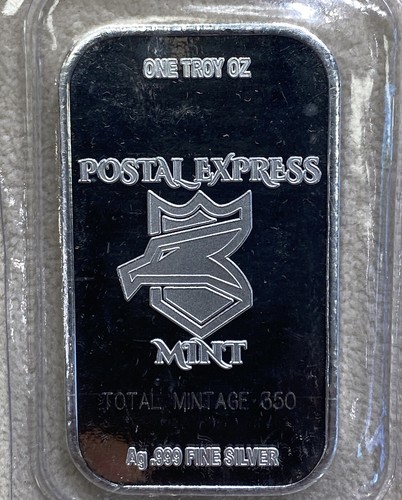 ONE TROY OZ
POSTAL EXPRESS
MINT
TOTAL MINTAGE 350
Ag .999 FINE SILVER